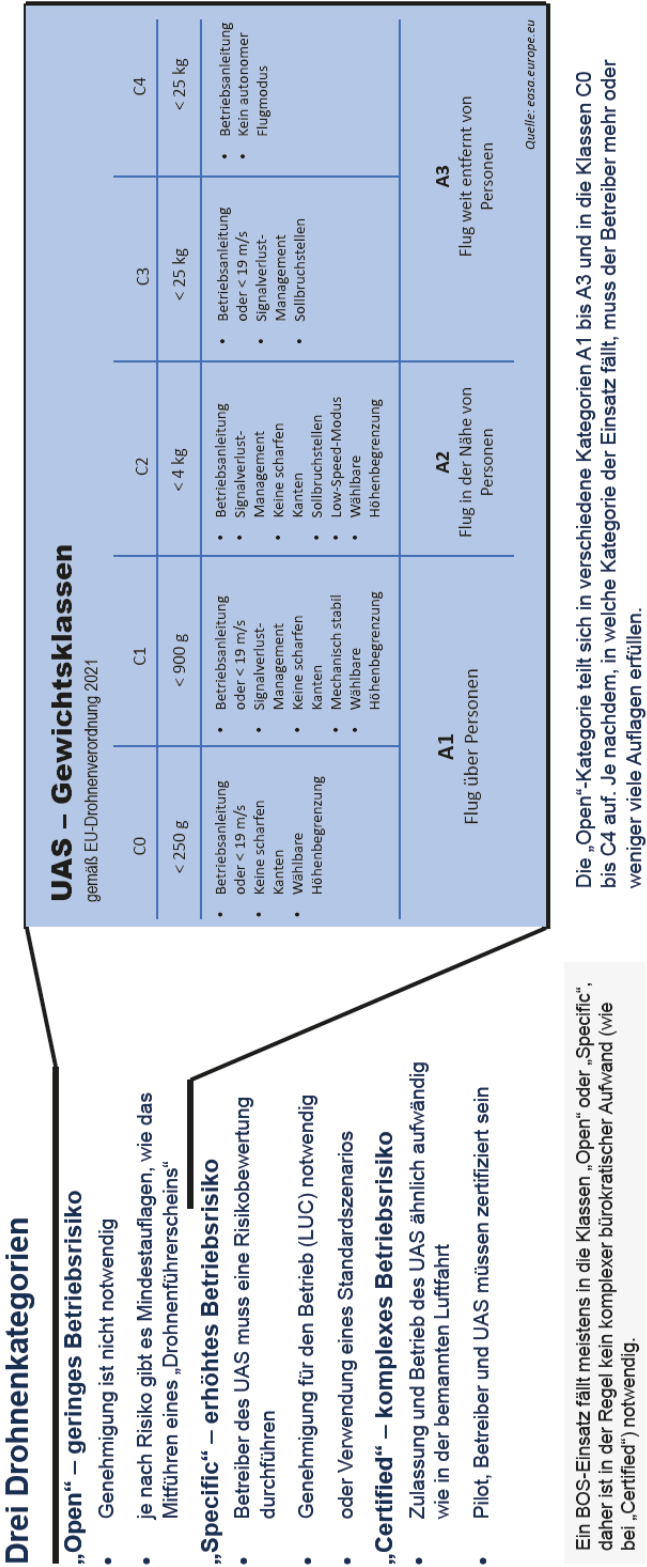 Drei Drohnenkategorien
„Open“ – geringes Betriebsrisiko
• Genehmigung ist nicht notwendig
• je nach Risiko gibt es Mindestauflagen, wie das
Mitführen eines „Drohnenführerscheins“
„Specific“ – erhöhtes Betriebsrisiko
• Betreiber des UAS muss eine Risikobewertung
durchführen
• Genehmigung für den Betrieb (LUC) notwendig
• oder Verwendung eines Standardszenarios
„Certified“ – komplexes Betriebsrisiko
• Zulassung und Betrieb des UAS ähnlich aufwändig
wie in der bemannten Luftfahrt
• Pilot, Betreiber und UAS müssen zertifiziert sein
Ein BOS-Einsatz fällt meistens in die Klassen „Open“ oder „Specific“,
daher ist in der Regel kein komplexer bürokratischer Aufwand (wie
bei „Certified“) notwendig.
UAS – Gewichtsklassen
gemäß EU-Drohnenverordnung 2021
C0
C1
C2
C3
C4
< 250 g
< 900 g
< 4 kg
< 25 kg
< 25 kg
• Betriebsanleitung
oder < 19 m/s
• Keine scharfen
Kanten
• Wählbare
Höhenbegrenzung
• Betriebsanleitung
oder < 19 m/s
• Signalverlust-
Management
• Keine scharfen
Kanten
• Mechanisch stabil
• Wählbare
Höhenbegrenzung
• Betriebsanleitung
• Signalverlust-
Management
• Keine scharfen
Kanten
• Sollbruchstellen
• Low-Speed-Modus
• Wählbare
Höhenbegrenzung
• Betriebsanleitung
oder < 19 m/s
• Signalverlust-
Management
• Sollbruchstellen
• Betriebsanleitung
• Kein autonomer
Flugmodus
A1
Flug über Personen
A2
Flug in der Nähe von
Personen
A3
Flug weit entfernt von
Personen
Quelle: easa.europe.eu
Die „Open“-Kategorie teilt sich in verschiedene Kategorien A1 bis A3 und in die Klassen C0
bis C4 auf. Je nachdem, in welche Kategorie der Einsatz fällt, muss der Betreiber mehr oder
weniger viele Auflagen erfüllen.